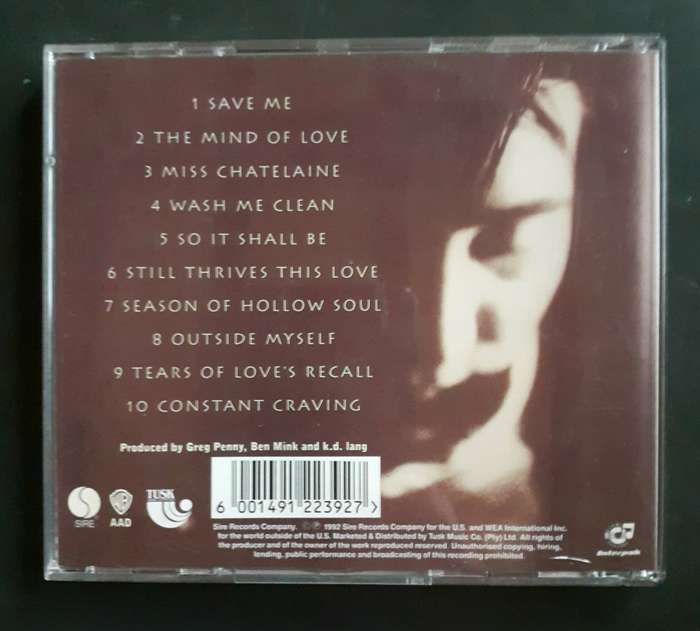 1 SAVE ME
2 THE MIND OF LOVE
3 MISS CHATELAINE
4 WASH ME CLEAN
5 SO IT SHALL BE
6 STILL THRIVES THIS LOVE
7 SEASON OF HOLLOW SOUL
8 OUTSIDE MYSELF
9 TEARS OF LOVE'S RECALL
10 CONSTANT CRAVING
Produced by Greg Penny, Ben Mink and k.d. lang
SIRE
AAD
TUSK
6 001491 223927 >
Sire Records Company. ©℗ 1992 Sire Records Company for the U.S. and WEA International Inc.
for the world outside of the U.S. Marketed & Distributed by Tusk Music Co. (Pty) Ltd. All rights of
the producer and of the owner of the work reproduced reserved. Unauthorised copying, hiring,
lending, public performance and broadcasting of this recording prohibited.